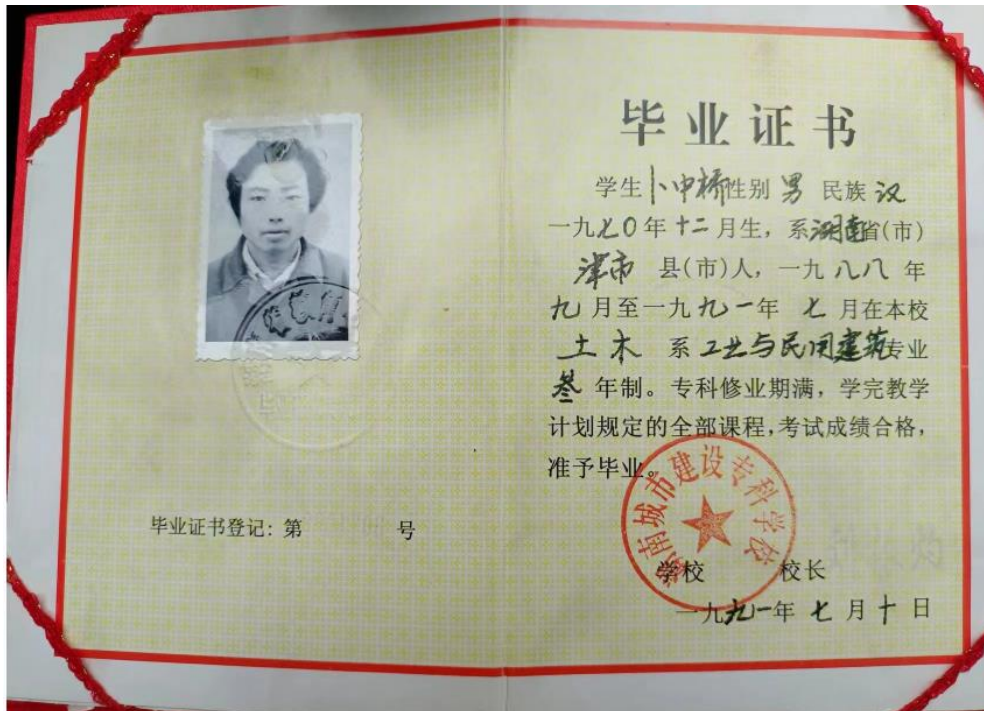 毕业证书登记：第 号
毕业证书
学生卜中桥性别男民族汉
一九七〇年十二月生，系湖南省(市)
津市 县(市)人，一九八八年
九月至一九九一年七月在本校
土木 系 工业与民用建筑专业
叁年制。专科修业期满，学完教学
计划规定的全部课程，考试成绩合格，
准予毕业。
湖南城市建设专科学校
学校 校长
一九九一年七月十日